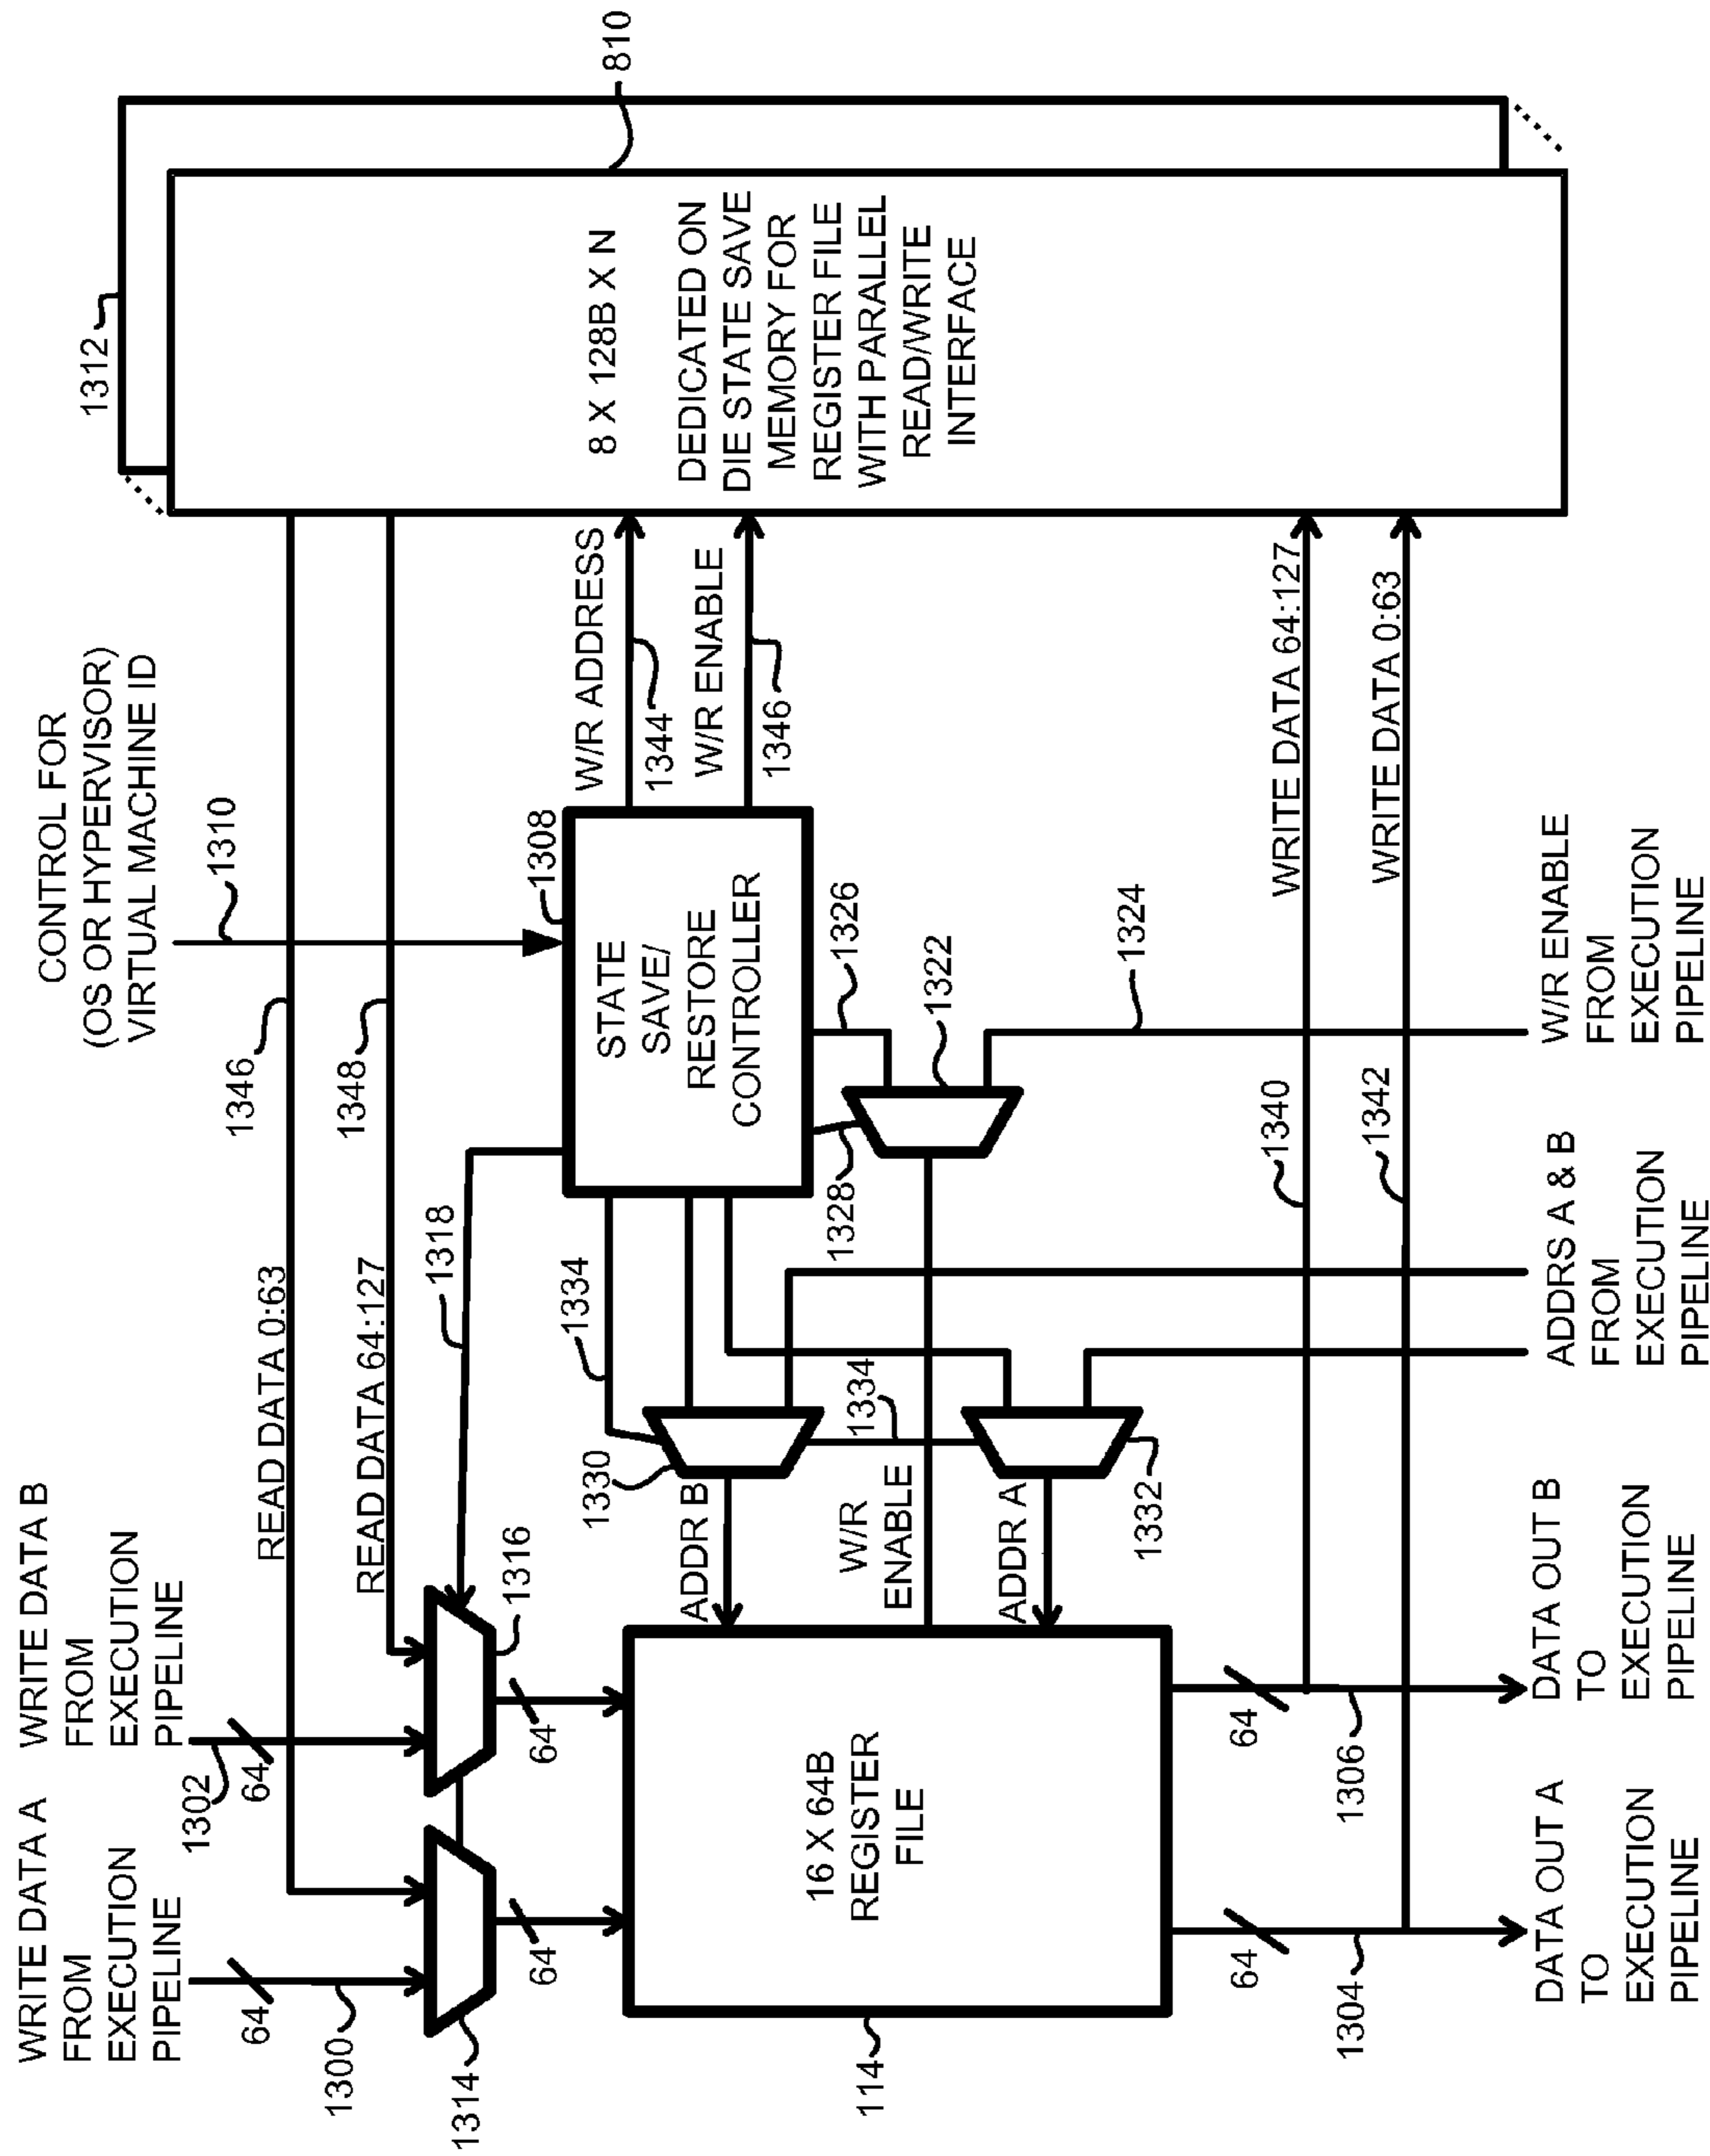 WRITE DATA A
FROM
EXECUTION
PIPELINE
64
1300
WRITE DATA B
FROM
EXECUTION
PIPELINE
1302
64
READ DATA 0:63
1346
READ DATA 64:127
1348
CONTROL FOR
(OS OR HYPERVISOR)
VIRTUAL MACHINE ID
1310
1312
810
1314
1316
1318
64
64
STATE
SAVE/
RESTORE
CONTROLLER
1308
W/R ADDRESS
1344
W/R ENABLE
1346
8 X 128B X N
DEDICATED ON
DIE STATE SAVE
MEMORY FOR
REGISTER FILE
WITH PARALLEL
READ/WRITE
INTERFACE
1334
1330
ADDR B
1334
W/R
ENABLE
ADDR A
1332
1328
1326
1322
1324
16 X 64B
REGISTER
FILE
114
64
1304
64
1306
1340
WRITE DATA 64:127
1342
WRITE DATA 0:63
DATA OUT A
TO
EXECUTION
PIPELINE
DATA OUT B
TO
EXECUTION
PIPELINE
ADDRS A & B
FROM
EXECUTION
PIPELINE
W/R ENABLE
FROM
EXECUTION
PIPELINE